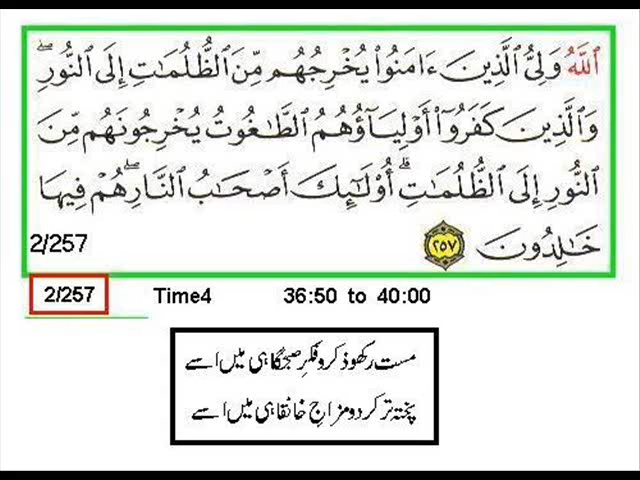 ٱللَّهُ وَلِىُّ ٱلَّذِينَ ءَامَنُوا۟ يُخْرِجُهُم مِّنَ ٱلظُّلُمَـٰتِ إِلَى ٱلنُّورِ ۖ
وَٱلَّذِينَ كَفَرُوٓا۟ أَوْلِيَآؤُهُمُ ٱلطَّـٰغُوتُ يُخْرِجُونَهُم مِّنَ
ٱلنُّورِ إِلَى ٱلظُّلُمَـٰتِ ۗ أُو۟لَـٰٓئِكَ أَصْحَـٰبُ ٱلنَّارِ ۖ هُمْ فِيهَا
خَـٰلِدُونَ ٢٥٧
2/257
2/257 Time4 36:50 to 40:00
مست رکھو ذکر و فکرِ صبحگاہی میں اسے
پختہ تر کر دو مزاجِ خانقاہی میں اسے